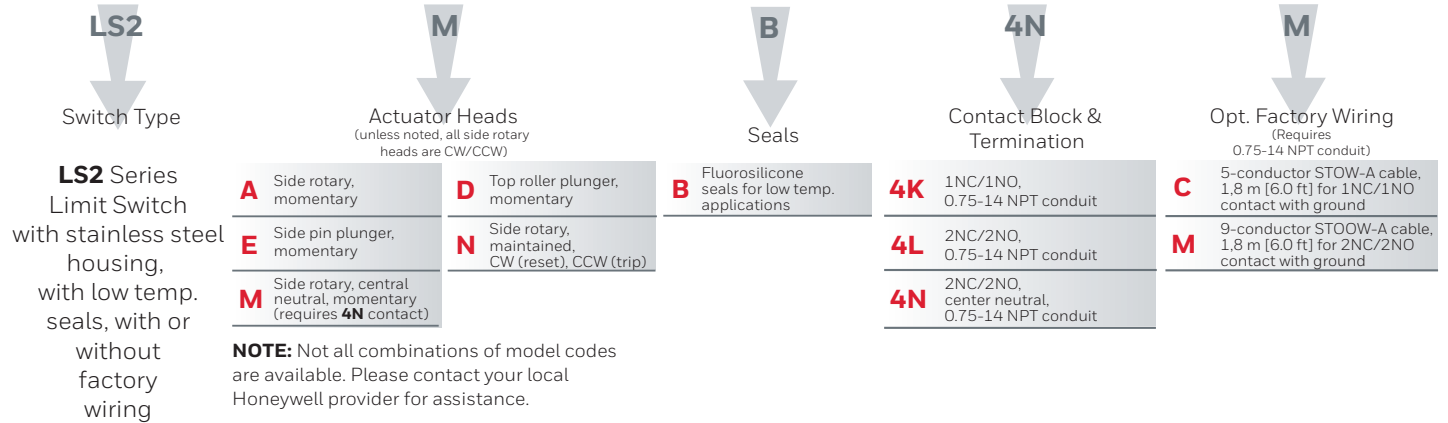 LS2
M
B
4N
M
Switch Type
LS2 Series
Limit Switch
with stainless steel
housing,
with low temp.
seals, with or
without
factory
wiring
Actuator Heads
(unless noted, all side rotary
heads are CW/CCW)
A
Side rotary,
momentary
D
Top roller plunger,
momentary
E
Side pin plunger,
momentary
N
Side rotary,
maintained,
CW (reset), CCW (trip)
M
Side rotary, central
neutral, momentary
(requires 4N contact)
NOTE: Not all combinations of model codes
are available. Please contact your local
Honeywell provider for assistance.
Seals
B
Fluorosilicone
seals for low temp.
applications
Contact Block &
Termination
4K
1NC/1NO,
0.75-14 NPT conduit
4L
2NC/2NO,
0.75-14 NPT conduit
4N
2NC/2NO,
center neutral,
0.75-14 NPT conduit
Opt. Factory Wiring
(Requires
0.75-14 NPT conduit)
C
5-conductor STOW-A cable,
1,8 m [6.0 ft] for 1NC/1NO
contact with ground
M
9-conductor STOOW-A cable,
1,8 m [6.0 ft] for 2NC/2NO
contact with ground